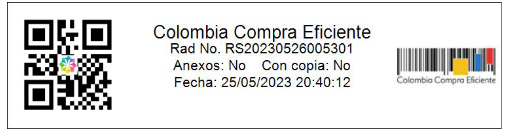 Colombia Compra Eficiente
Rad No. RS20230526005301
Anexos: No    Con copia: No
Fecha: 25/05/2023 20:40:12
Colombia Compra Eficiente